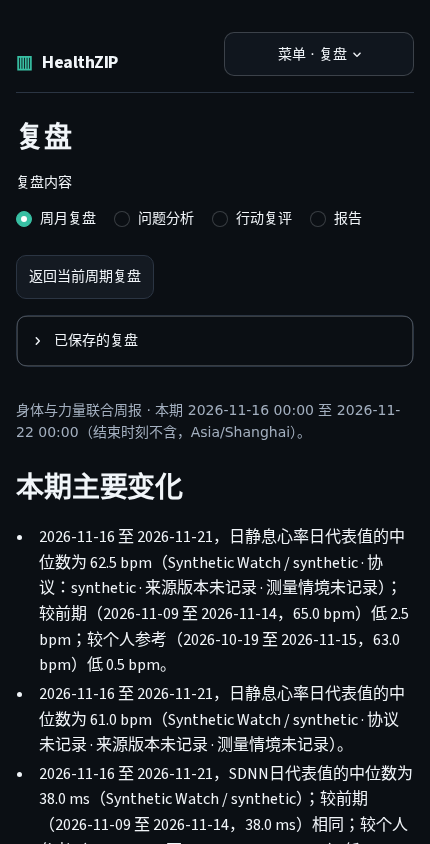 HealthZIP
菜单 · 复盘
复盘
复盘内容
周月复盘 问题分析 行动复评 报告
返回当前周期复盘
已保存的复盘
身体与力量联合周报 · 本期 2026-11-16 00:00 至 2026-11-
22 00:00（结束时刻不含，Asia/Shanghai）。
本期主要变化
2026-11-16 至 2026-11-21，日静息心率日代表值的中
位数为 62.5 bpm（Synthetic Watch / synthetic · 协
议：synthetic · 来源版本未记录 · 测量情境未记录）；
较前期（2026-11-09 至 2026-11-14，65.0 bpm）低 2.5
bpm；较个人参考（2026-10-19 至 2026-11-15，63.0
bpm）低 0.5 bpm。
2026-11-16 至 2026-11-21，日静息心率日代表值的中
位数为 61.0 bpm（Synthetic Watch / synthetic · 协议
未记录 · 来源版本未记录 · 测量情境未记录）。
2026-11-16 至 2026-11-21，SDNN日代表值的中位数为
38.0 ms（Synthetic Watch / synthetic）；较前期
（2026-11-09 至 2026-11-14，38.0 ms）相同；较个人